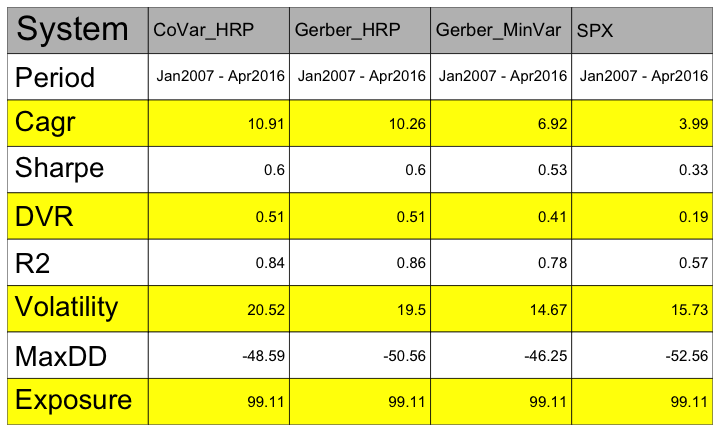 System CoVar_HRP Gerber_HRP Gerber_MinVar SPX
Period Jan2007 - Apr2016 Jan2007 - Apr2016 Jan2007 - Apr2016 Jan2007 - Apr2016
Cagr 10.91 10.26 6.92 3.99
Sharpe 0.6 0.6 0.53 0.33
DVR 0.51 0.51 0.41 0.19
R2 0.84 0.86 0.78 0.57
Volatility 20.52 19.5 14.67 15.73
MaxDD -48.59 -50.56 -46.25 -52.56
Exposure 99.11 99.11 99.11 99.11